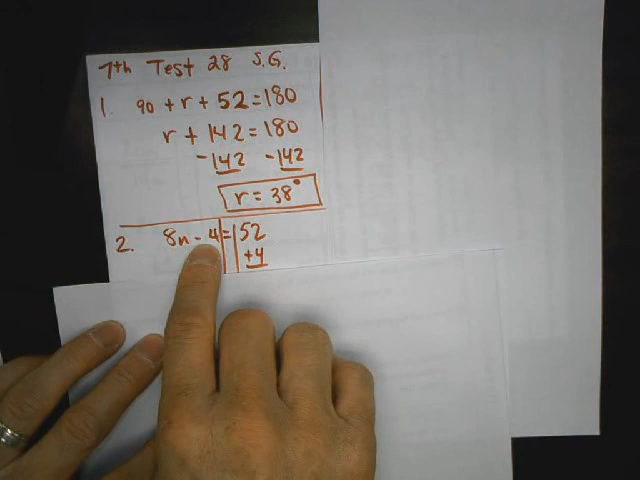 7th Test 28 S.G.
1. 90 + r + 52 = 180
r + 142 = 180
-142 -142
r = 38°
2. 8n - 4 = 52
+4